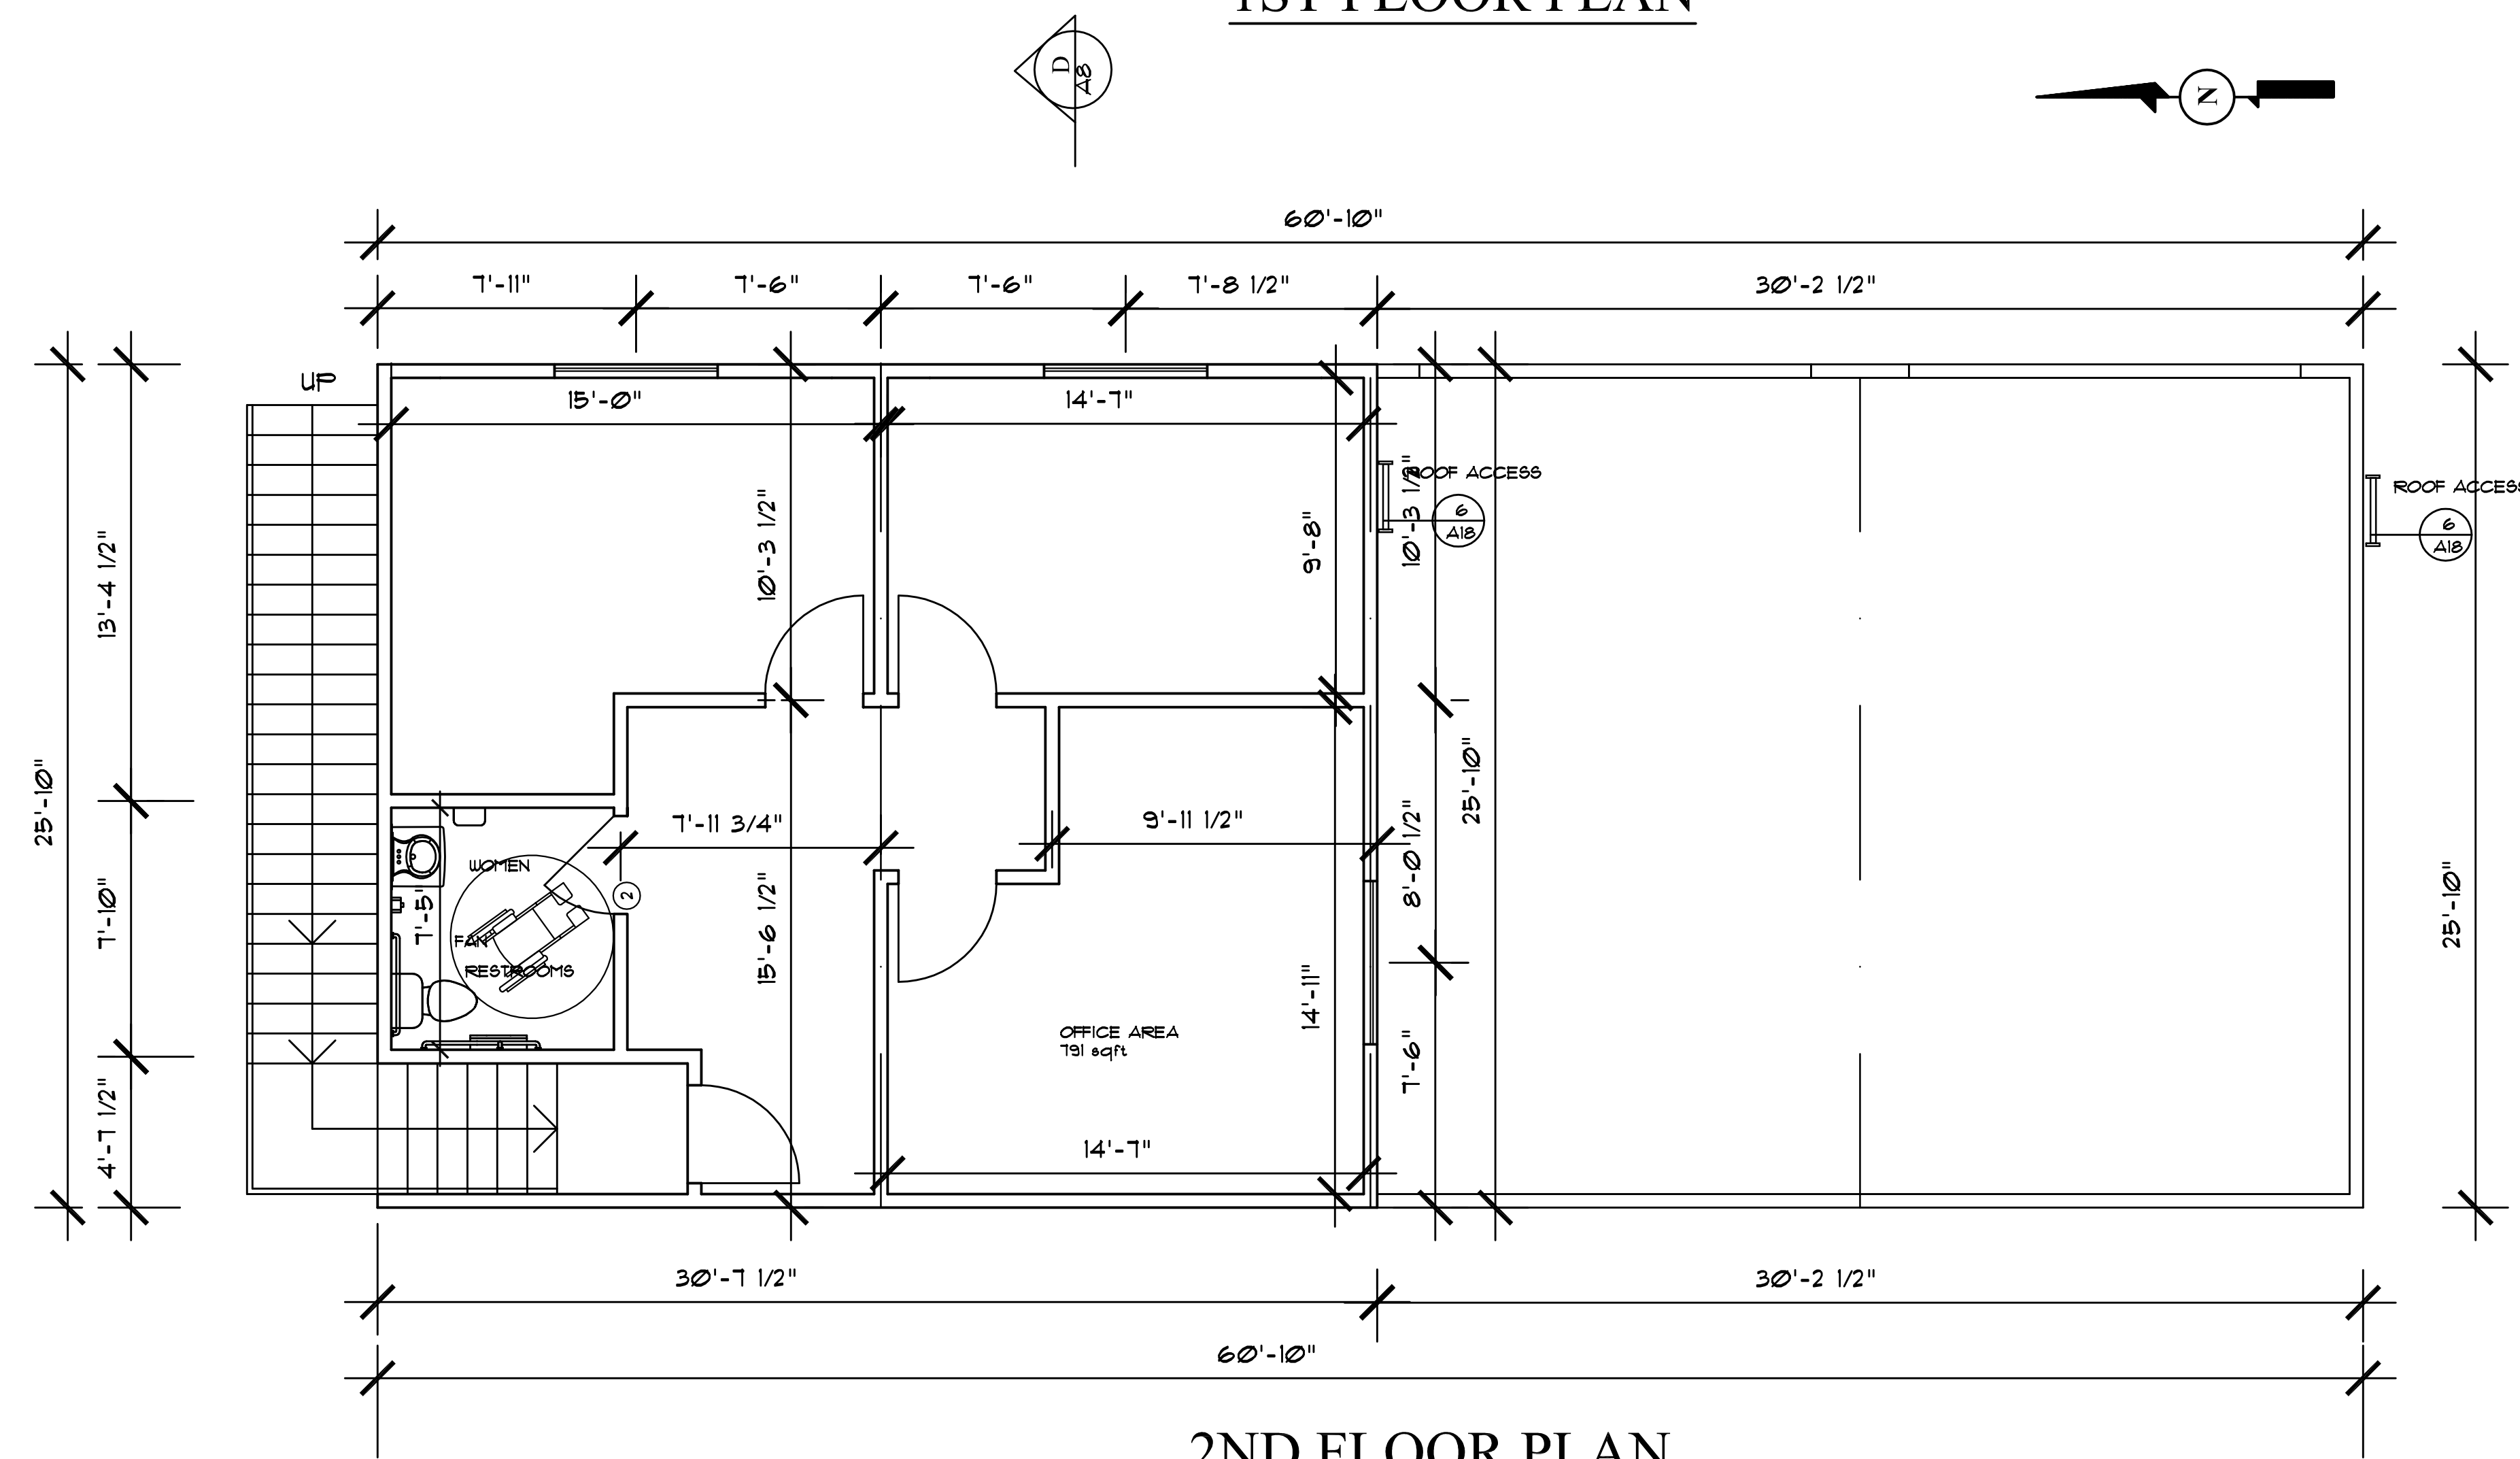 1ST FLOOR PLAN
D
A8
N
60'-10"
7'-11"
7'-6"
7'-6"
7'-8 1/2"
30'-2 1/2"
UP
15'-0"
14'-7"
ROOF ACCESS
6
A18
ROOF ACCESS
6
A18
13'-4 1/2"
10'-3 1/2"
9'-8"
10'-3 1/2"
25'-10"
7'-10"
4'-7 1/2"
7'-11 3/4"
9'-11 1/2"
25'-10"
8'-0 1/2"
WOMEN
2
7'-5"
FAN
RESTROOMS
15'-6 1/2"
14'-11"
25'-10"
OFFICE AREA
791 sqft
7'-6"
14'-7"
30'-7 1/2"
30'-2 1/2"
60'-10"
2ND FLOOR PLAN